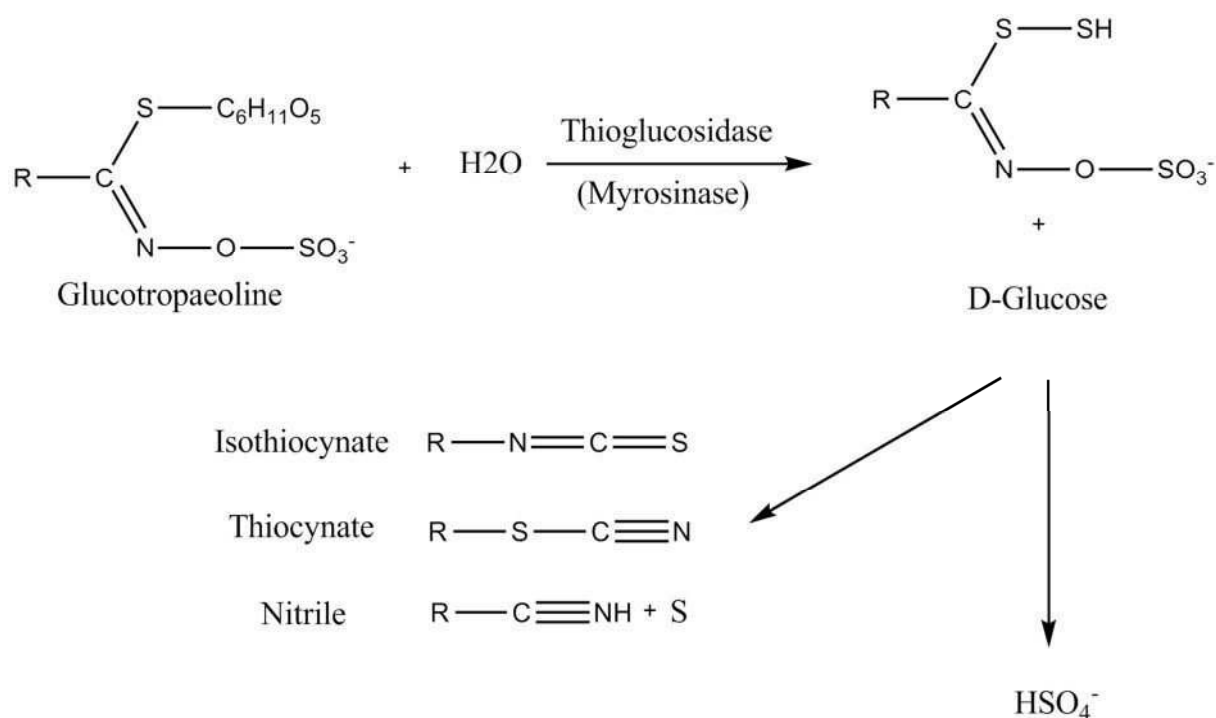 S SH
S C₆H₁₁O₅
R C
Thioglucosidase
R C
+ H2O
N O SO₃⁻
(Myrosinase)
+
N O SO₃⁻
Glucotropaeoline
D-Glucose
Isothiocynate R N C S
Thiocynate R S C N
Nitrile R C NH + S
HSO₄⁻